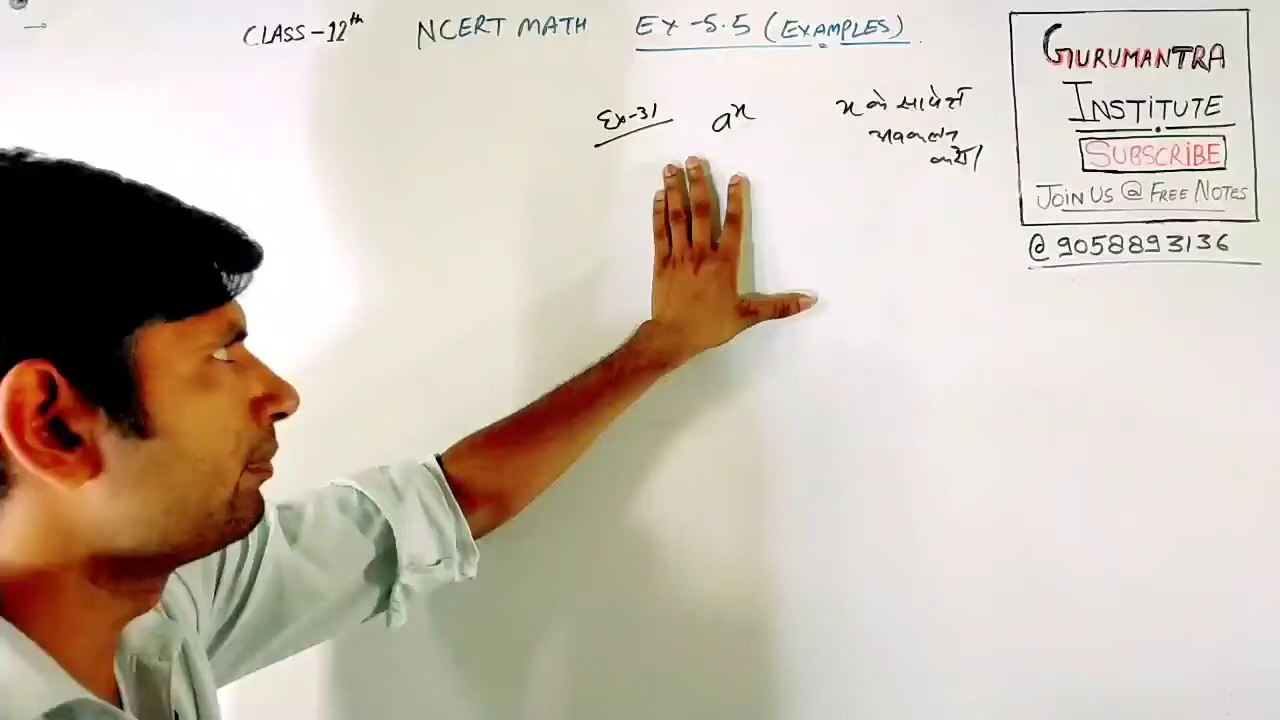 CLASS-12th NCERT MATH EX-5.5 (EXAMPLES)
Ex-31 aˣ x के सापेक्ष
अवकलन
करो।
GURUMANTRA
INSTITUTE
SUBSCRIBE
JOIN US @ FREE NOTES
@9058893136